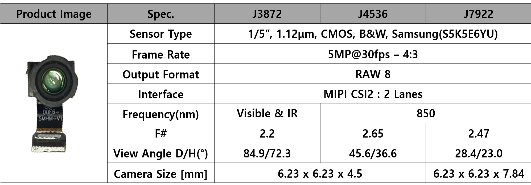 Product Image Spec. J3872 J4536 J7922
Sensor Type 1/5", 1.12μm, CMOS, B&W, Samsung(S5K5E6YU)
Frame Rate 5MP@30fps – 4:3
Output Format RAW 8
Interface MIPI CSI2 : 2 Lanes
Frequency(nm) Visible & IR 850
F# 2.2 2.65 2.47
View Angle D/H(°) 84.9/72.3 45.6/36.6 28.4/23.0
Camera Size [mm] 6.23 x 6.23 x 4.5 6.23 x 6.23 x 7.84